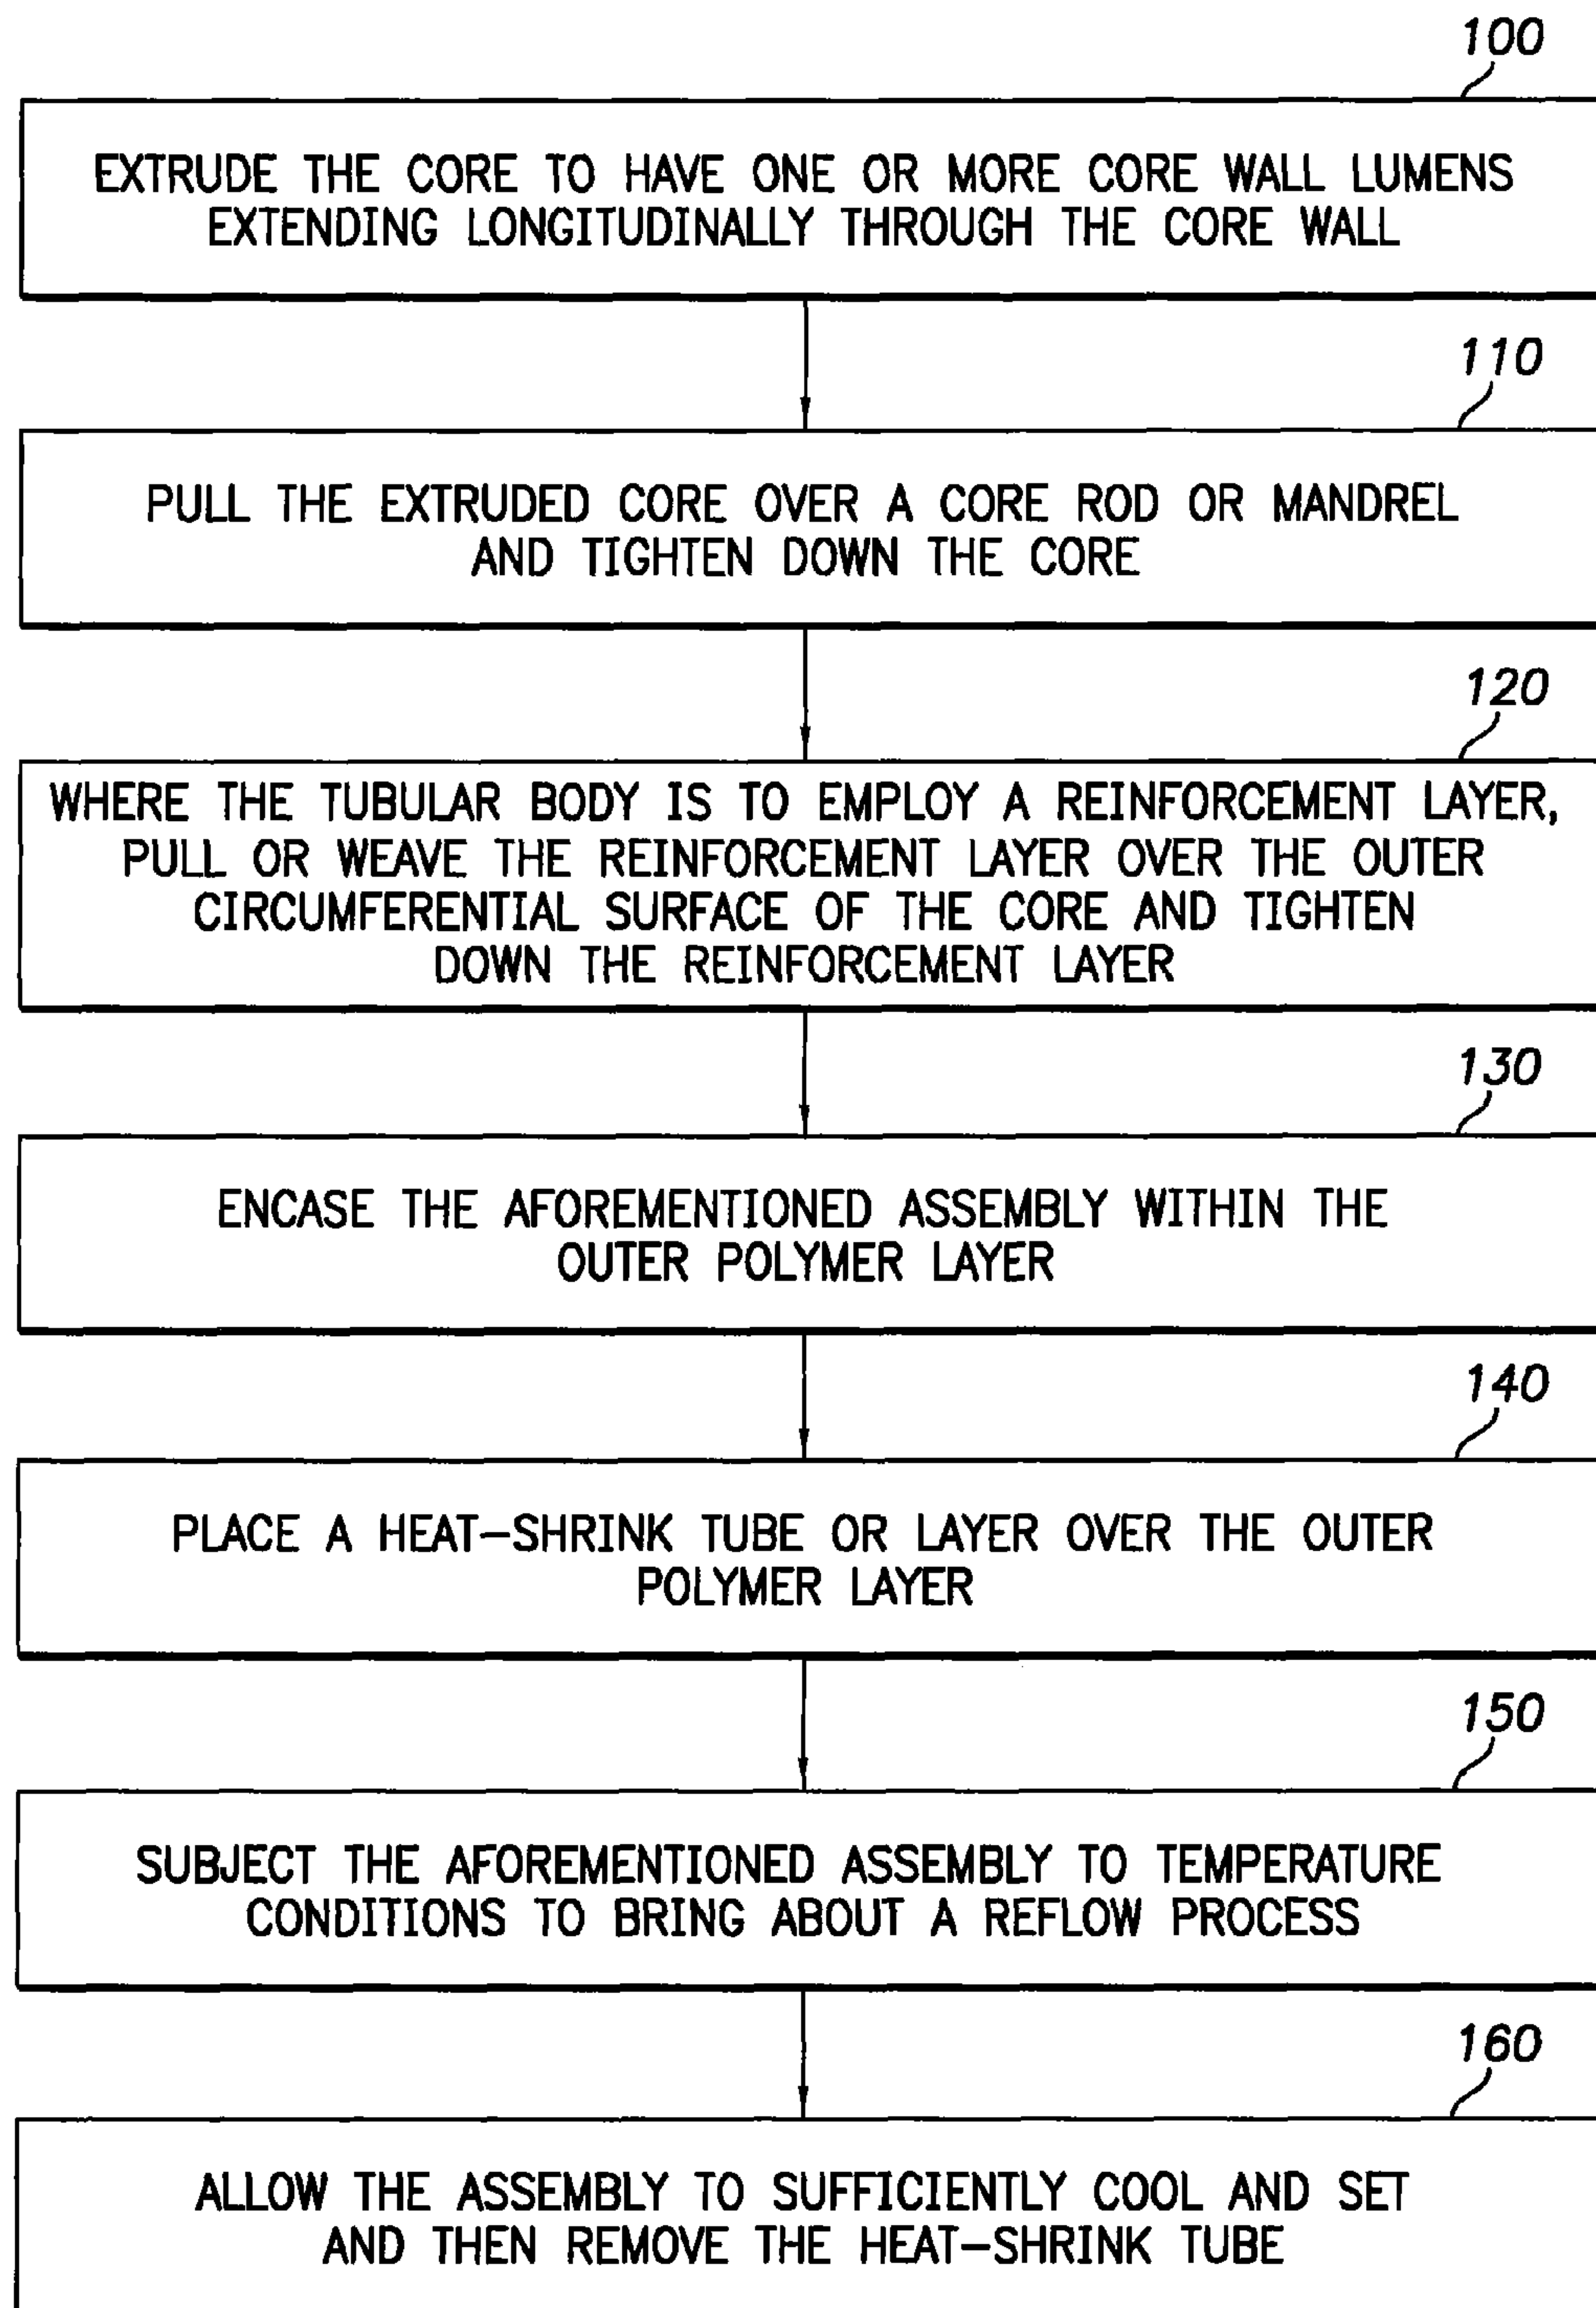 100
EXTRUDE THE CORE TO HAVE ONE OR MORE CORE WALL LUMENS
EXTENDING LONGITUDINALLY THROUGH THE CORE WALL
110
PULL THE EXTRUDED CORE OVER A CORE ROD OR MANDREL
AND TIGHTEN DOWN THE CORE
120
WHERE THE TUBULAR BODY IS TO EMPLOY A REINFORCEMENT LAYER,
PULL OR WEAVE THE REINFORCEMENT LAYER OVER THE OUTER
CIRCUMFERENTIAL SURFACE OF THE CORE AND TIGHTEN
DOWN THE REINFORCEMENT LAYER
130
ENCASE THE AFOREMENTIONED ASSEMBLY WITHIN THE
OUTER POLYMER LAYER
140
PLACE A HEAT-SHRINK TUBE OR LAYER OVER THE OUTER
POLYMER LAYER
150
SUBJECT THE AFOREMENTIONED ASSEMBLY TO TEMPERATURE
CONDITIONS TO BRING ABOUT A REFLOW PROCESS
160
ALLOW THE ASSEMBLY TO SUFFICIENTLY COOL AND SET
AND THEN REMOVE THE HEAT-SHRINK TUBE